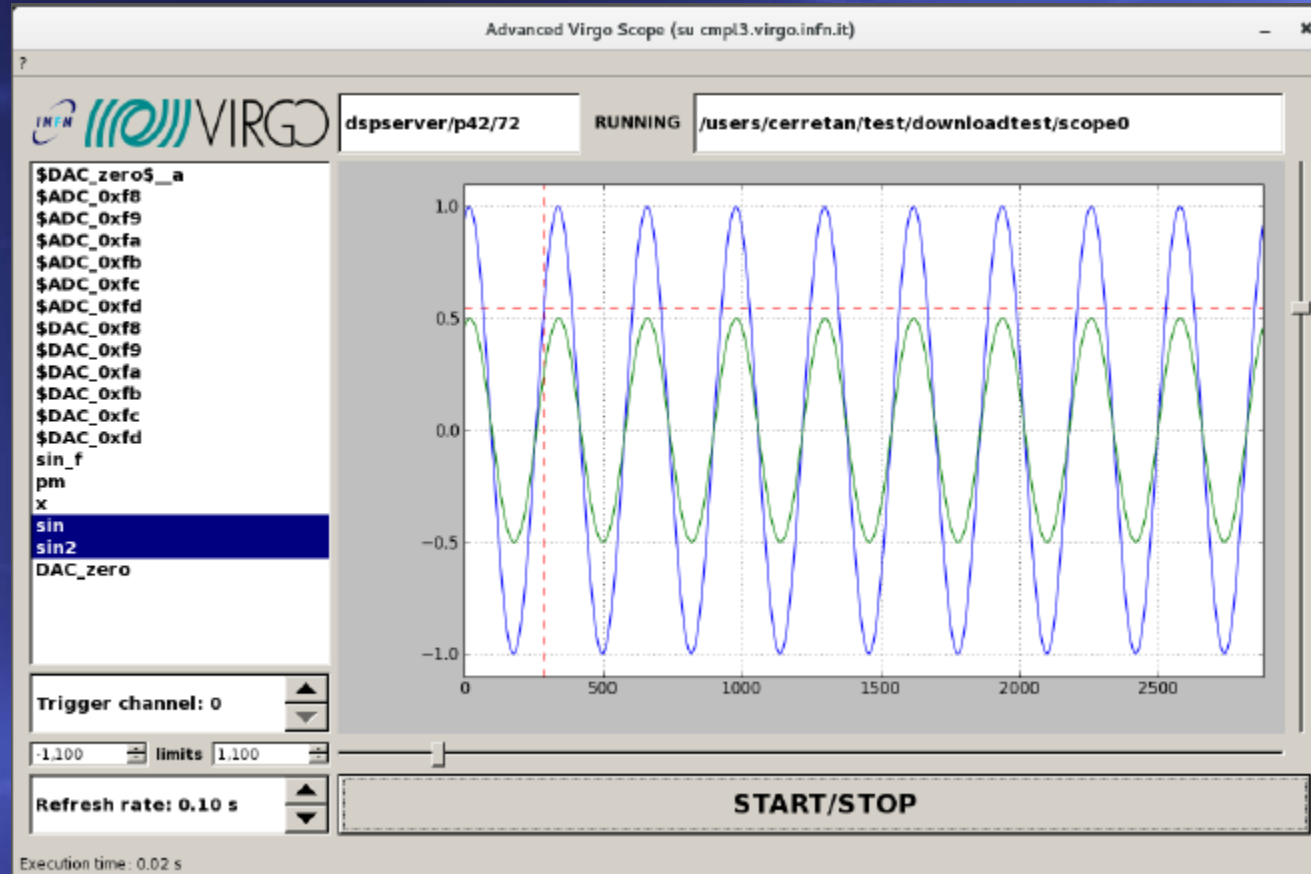 Advanced Virgo Scope (su cmpl3.virgo.infn.it)
?
INFN VIRGO
dspserver/p42/72
RUNNING
/users/cerretan/test/downloadtest/scope0
$DAC_zero$__a
$ADC_0xf8
$ADC_0xf9
$ADC_0xfa
$ADC_0xfb
$ADC_0xfc
$ADC_0xfd
$DAC_0xf8
$DAC_0xf9
$DAC_0xfa
$DAC_0xfb
$DAC_0xfc
$DAC_0xfd
sin_f
pm
x
sin
sin2
DAC_zero
1.0
0.5
0.0
−0.5
−1.0
0 500 1000 1500 2000 2500
Trigger channel: 0
-1,100 limits 1,100
Refresh rate: 0.10 s
START/STOP
Execution time: 0.02 s